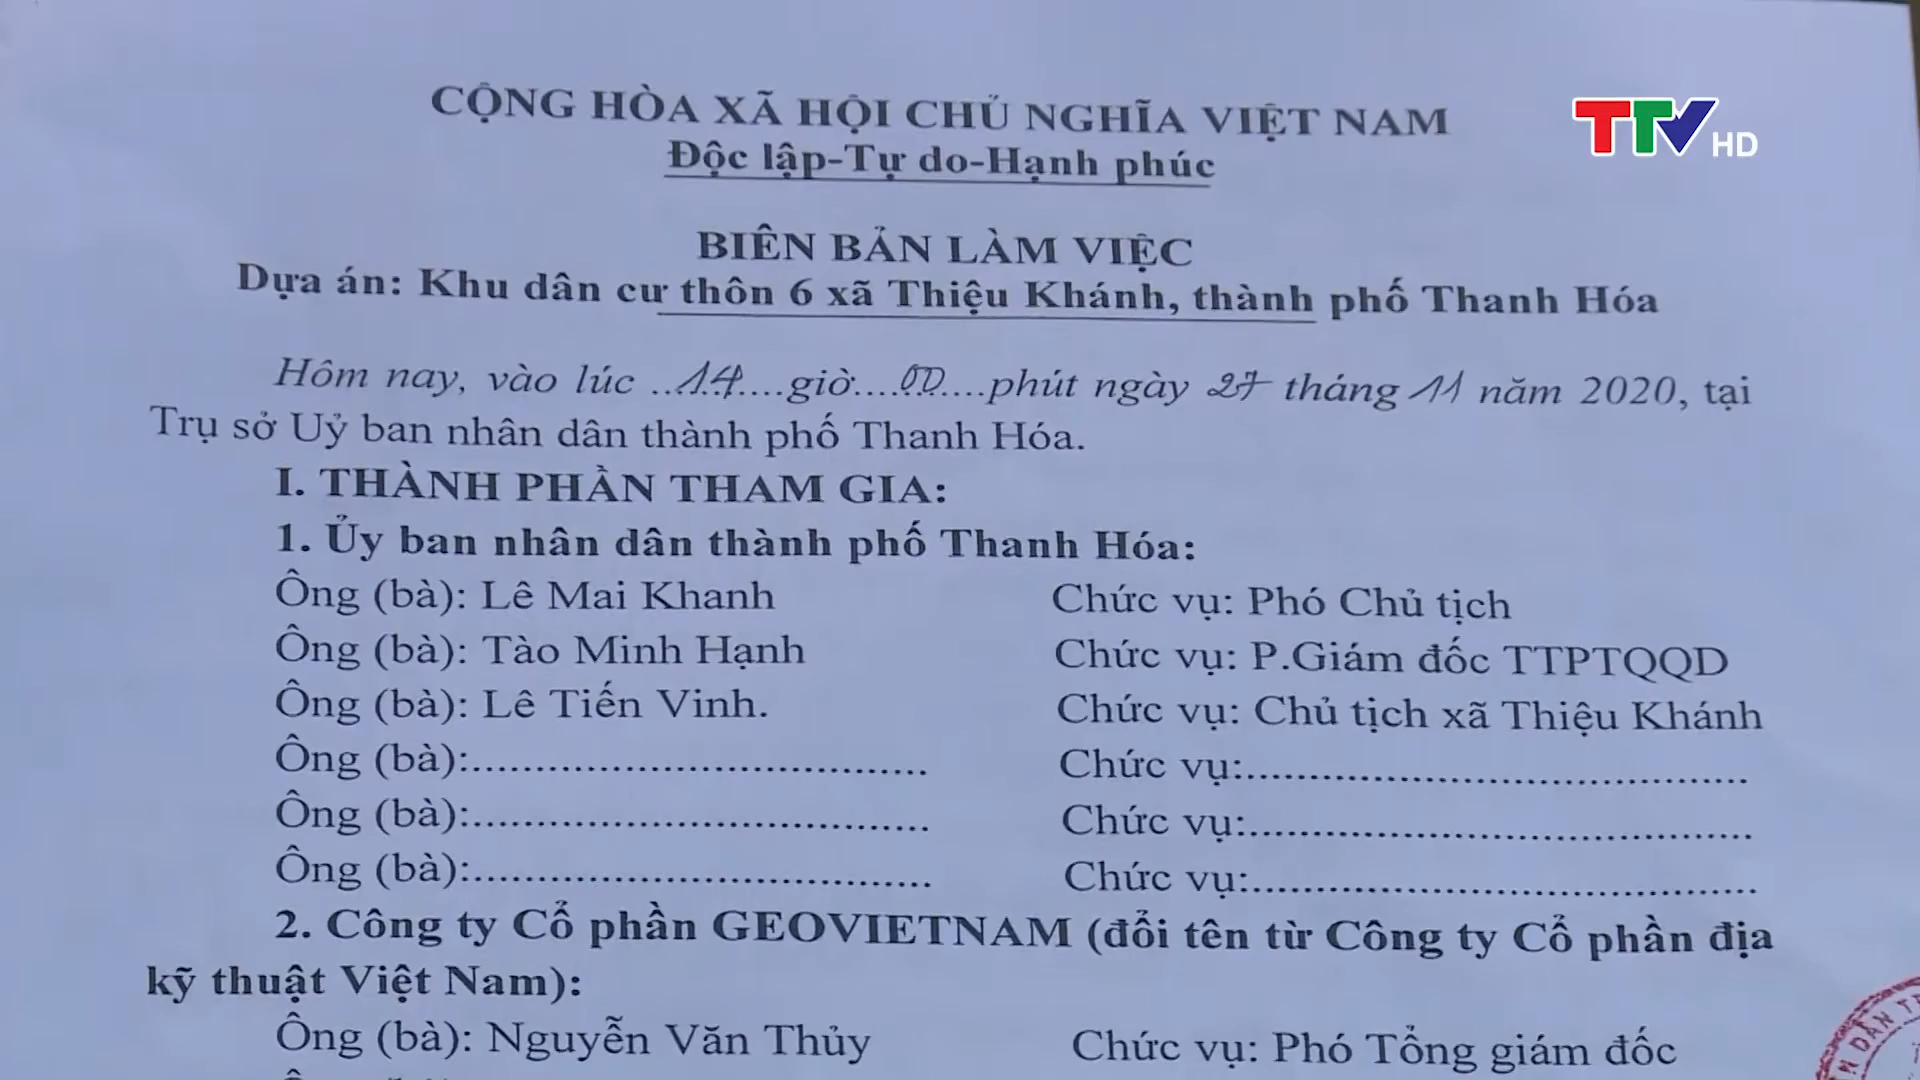 CỘNG HÒA XÃ HỘI CHỦ NGHĨA VIỆT NAM
TTV HD
Độc lập-Tự do-Hạnh phúc
BIÊN BẢN LÀM VIỆC
Dựa án: Khu dân cư thôn 6 xã Thiệu Khánh, thành phố Thanh Hóa
Hôm nay, vào lúc ..14....giờ....00....phút ngày 27 tháng 11 năm 2020, tại
Trụ sở Uỷ ban nhân dân thành phố Thanh Hóa.
I. THÀNH PHẦN THAM GIA:
1. Ủy ban nhân dân thành phố Thanh Hóa:
Ông (bà): Lê Mai Khanh Chức vụ: Phó Chủ tịch
Ông (bà): Tào Minh Hạnh Chức vụ: P.Giám đốc TTPTQQD
Ông (bà): Lê Tiến Vinh. Chức vụ: Chủ tịch xã Thiệu Khánh
Ông (bà):.................................... Chức vụ:.......................................
Ông (bà):.................................... Chức vụ:.......................................
Ông (bà):.................................... Chức vụ:.......................................
2. Công ty Cổ phần GEOVIETNAM (đổi tên từ Công ty Cổ phần địa
kỹ thuật Việt Nam):
Ông (bà): Nguyễn Văn Thủy Chức vụ: Phó Tổng giám đốc